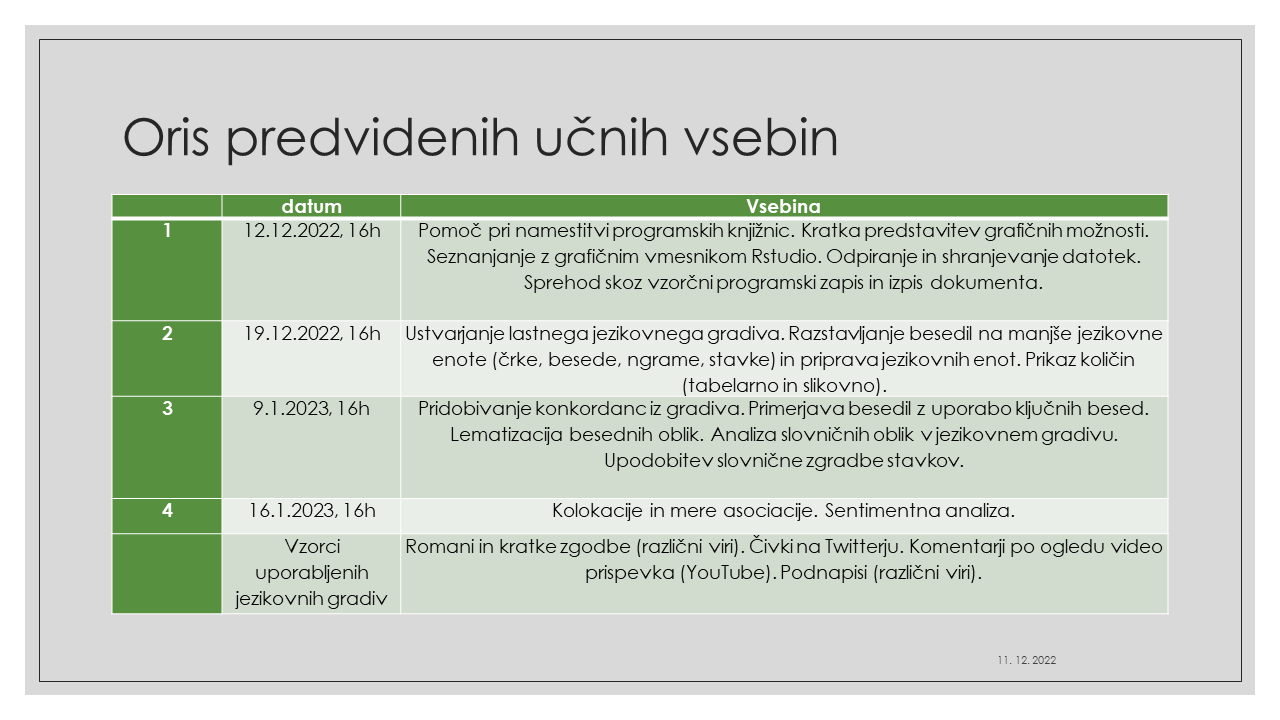 Oris predvidenih učnih vsebin
datum
Vsebina
1
12.12.2022, 16h
Pomoč pri namestitvi programskih knjižnic. Kratka predstavitev grafičnih možnosti.
Seznanjanje z grafičnim vmesnikom Rstudio. Odpiranje in shranjevanje datotek.
Sprehod skoz vzorčni programski zapis in izpis dokumenta.
2
19.12.2022, 16h
Ustvarjanje lastnega jezikovnega gradiva. Razstavljanje besedil na manjše jezikovne
enote (črke, besede, ngrame, stavke) in priprava jezikovnih enot. Prikaz količin
(tabelarno in slikovno).
3
9.1.2023, 16h
Pridobivanje konkordanc iz gradiva. Primerjava besedil z uporabo ključnih besed.
Lematizacija besednih oblik. Analiza slovničnih oblik v jezikovnem gradivu.
Upodobitev slovnične zgradbe stavkov.
4
16.1.2023, 16h
Kolokacije in mere asociacije. Sentimentna analiza.
Vzorci
uporabljenih
jezikovnih gradiv
Romani in kratke zgodbe (različni viri). Čivki na Twitterju. Komentarji po ogledu video
prispevka (YouTube). Podnapisi (različni viri).
11. 12. 2022